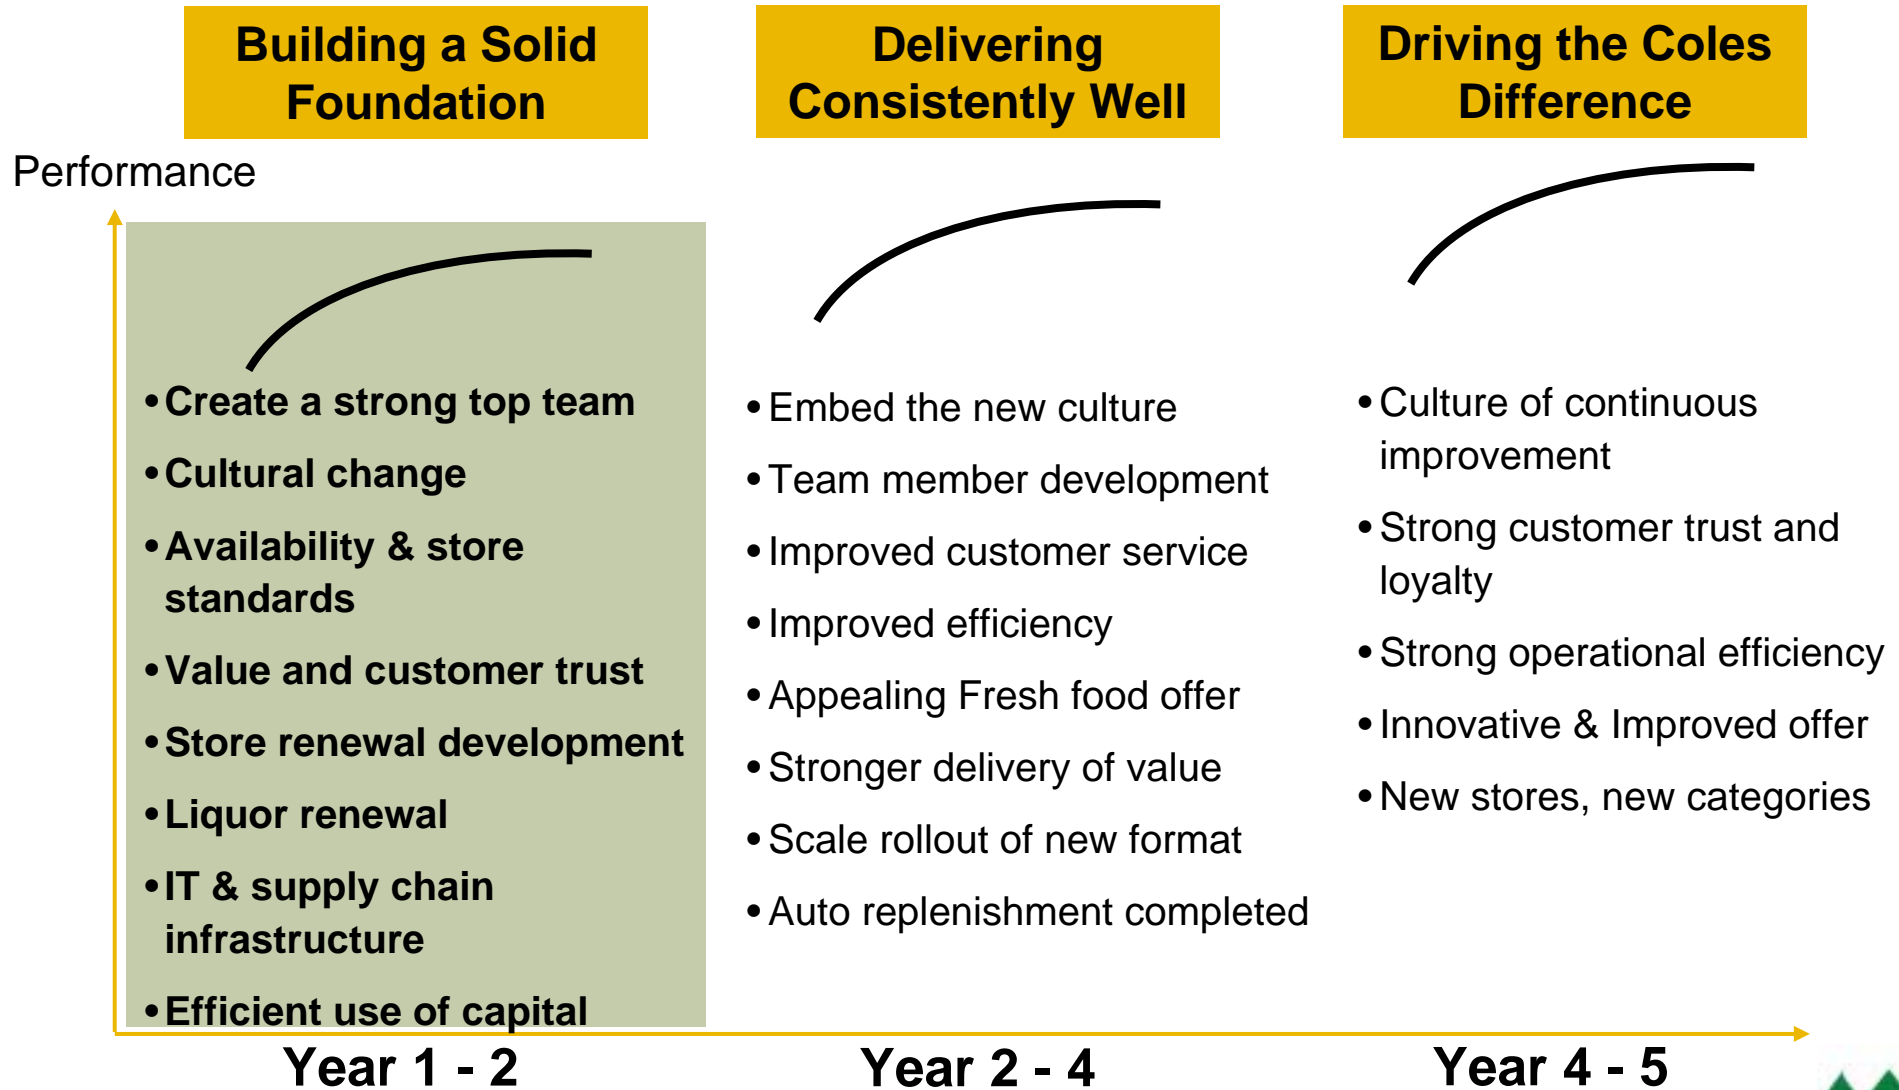 Building a Solid
Foundation
Delivering
Consistently Well
Driving the Coles
Difference
Performance
•Create a strong top team
•Cultural change
•Availability & store
standards
•Value and customer trust
•Store renewal development
•Liquor renewal
•IT & supply chain
infrastructure
•Efficient use of capital
•Embed the new culture
•Team member development
•Improved customer service
•Improved efficiency
•Appealing Fresh food offer
•Stronger delivery of value
•Scale rollout of new format
•Auto replenishment completed
•Culture of continuous
improvement
•Strong customer trust and
loyalty
•Strong operational efficiency
•Innovative & Improved offer
•New stores, new categories
Year 1 - 2
Year 2 - 4
Year 4 - 5